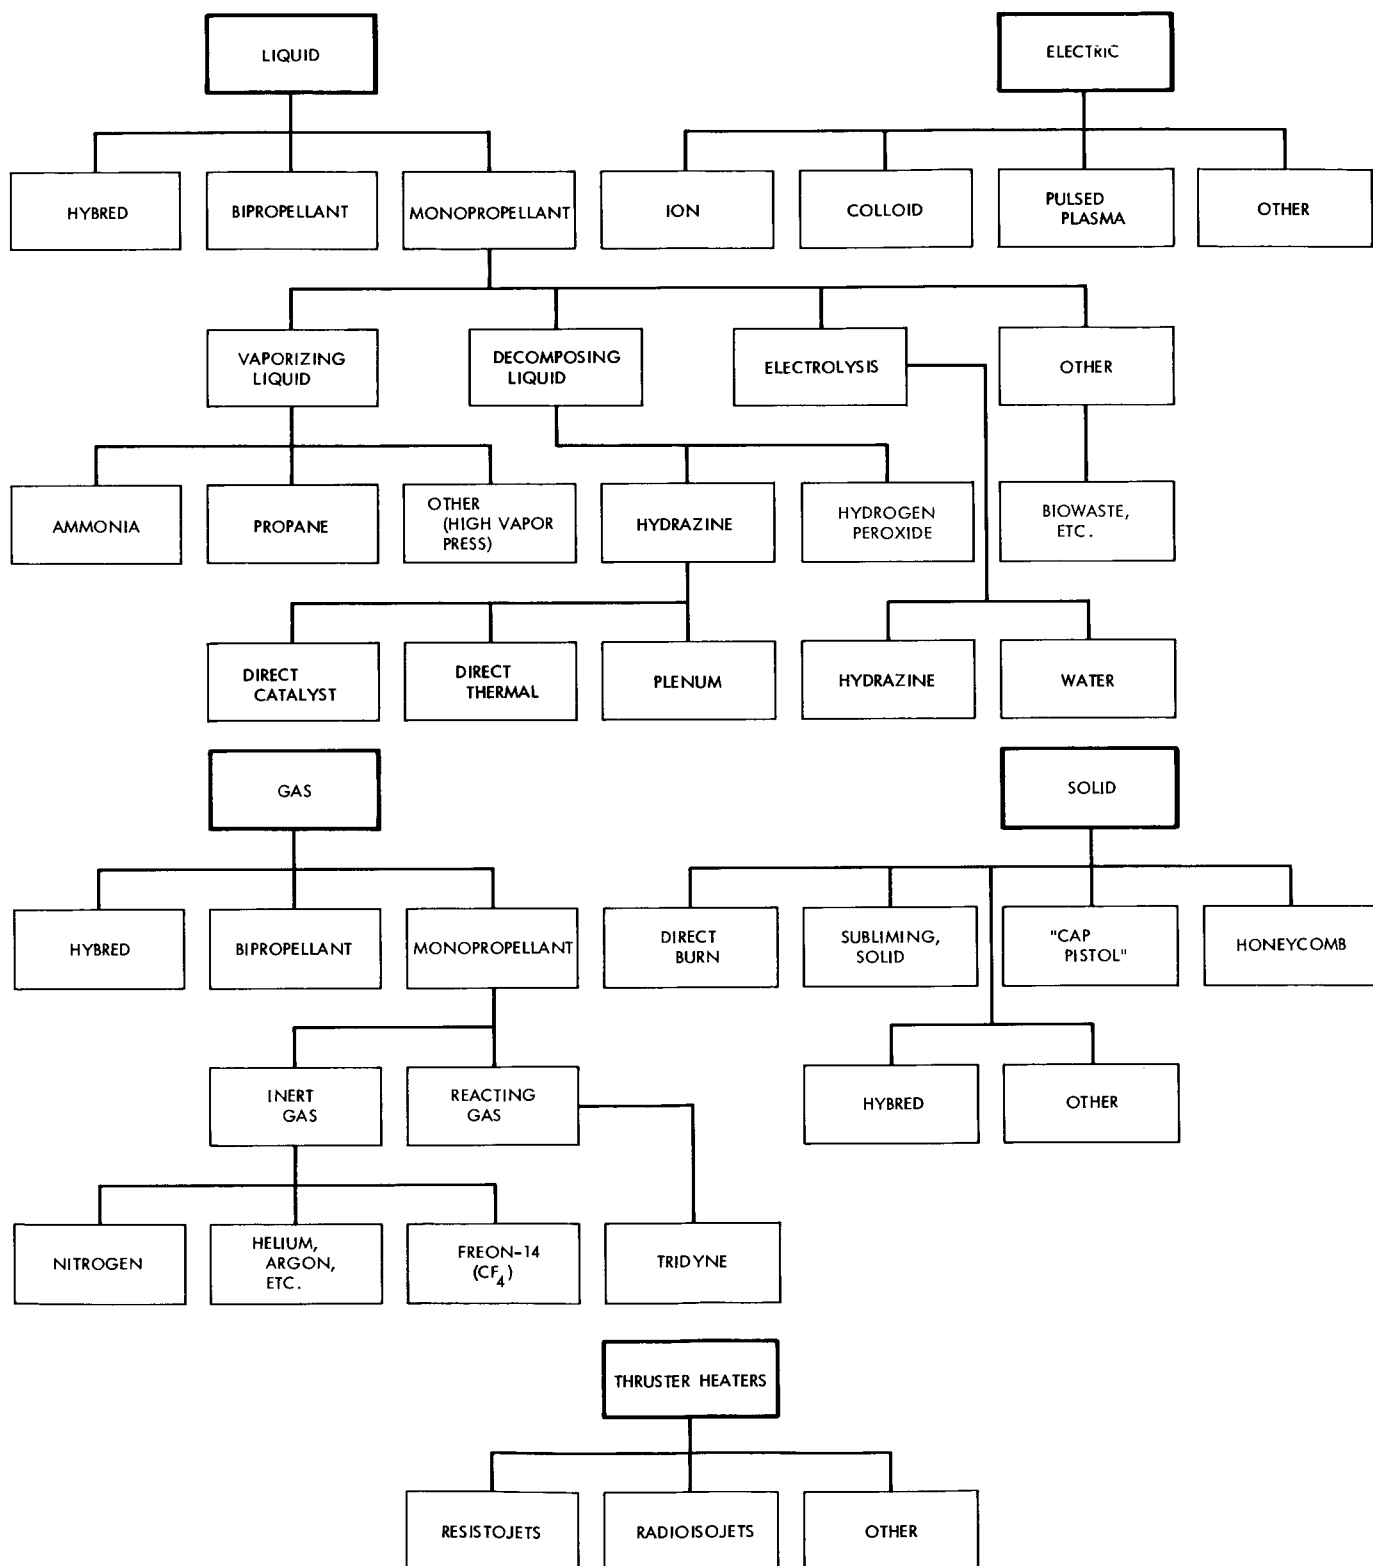 LIQUID
ELECTRIC
HYBRED
BIPROPELLANT
MONOPROPELLANT
ION
COLLOID
PULSED
PLASMA
OTHER
VAPORIZING
LIQUID
DECOMPOSING
LIQUID
ELECTROLYSIS
OTHER
AMMONIA
PROPANE
OTHER
(HIGH VAPOR
PRESS)
HYDRAZINE
HYDROGEN
PEROXIDE
BIOWASTE,
ETC.
DIRECT
CATALYST
DIRECT
THERMAL
PLENUM
HYDRAZINE
WATER
GAS
SOLID
HYBRED
BIPROPELLANT
MONOPROPELLANT
DIRECT
BURN
SUBLIMING,
SOLID
"CAP
PISTOL"
HONEYCOMB
INERT
GAS
REACTING
GAS
HYBRED
OTHER
NITROGEN
HELIUM,
ARGON,
ETC.
FREON-14
(CF4)
TRIDYNE
THRUSTER HEATERS
RESISTOJETS
RADIOISOJETS
OTHER